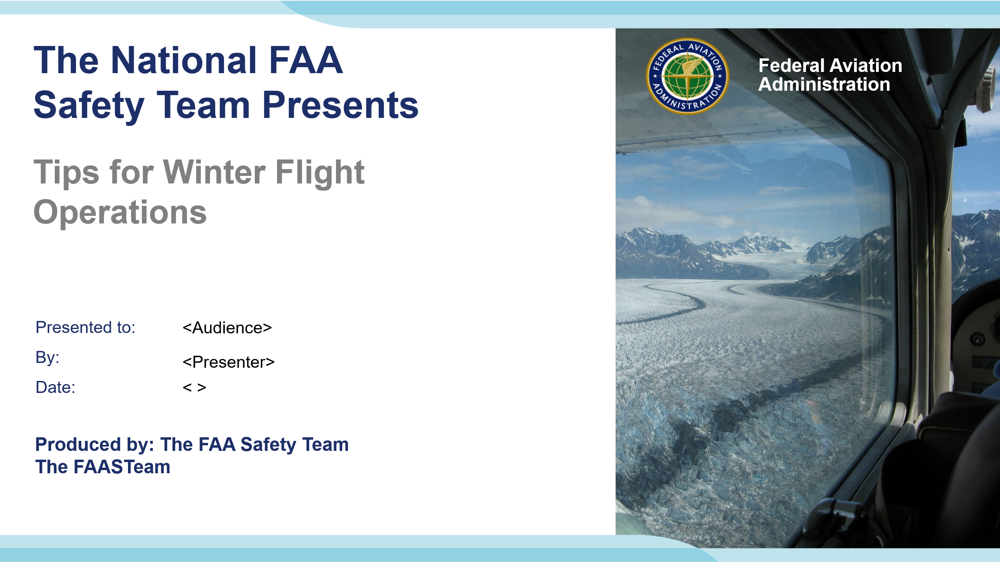 The National FAA
Safety Team Presents
Tips for Winter Flight
Operations
Presented to: <Audience>
By: <Presenter>
Date: < >
Produced by: The FAA Safety Team
The FAASTeam
FEDERAL AVIATION
ADMINISTRATION
Federal Aviation
Administration